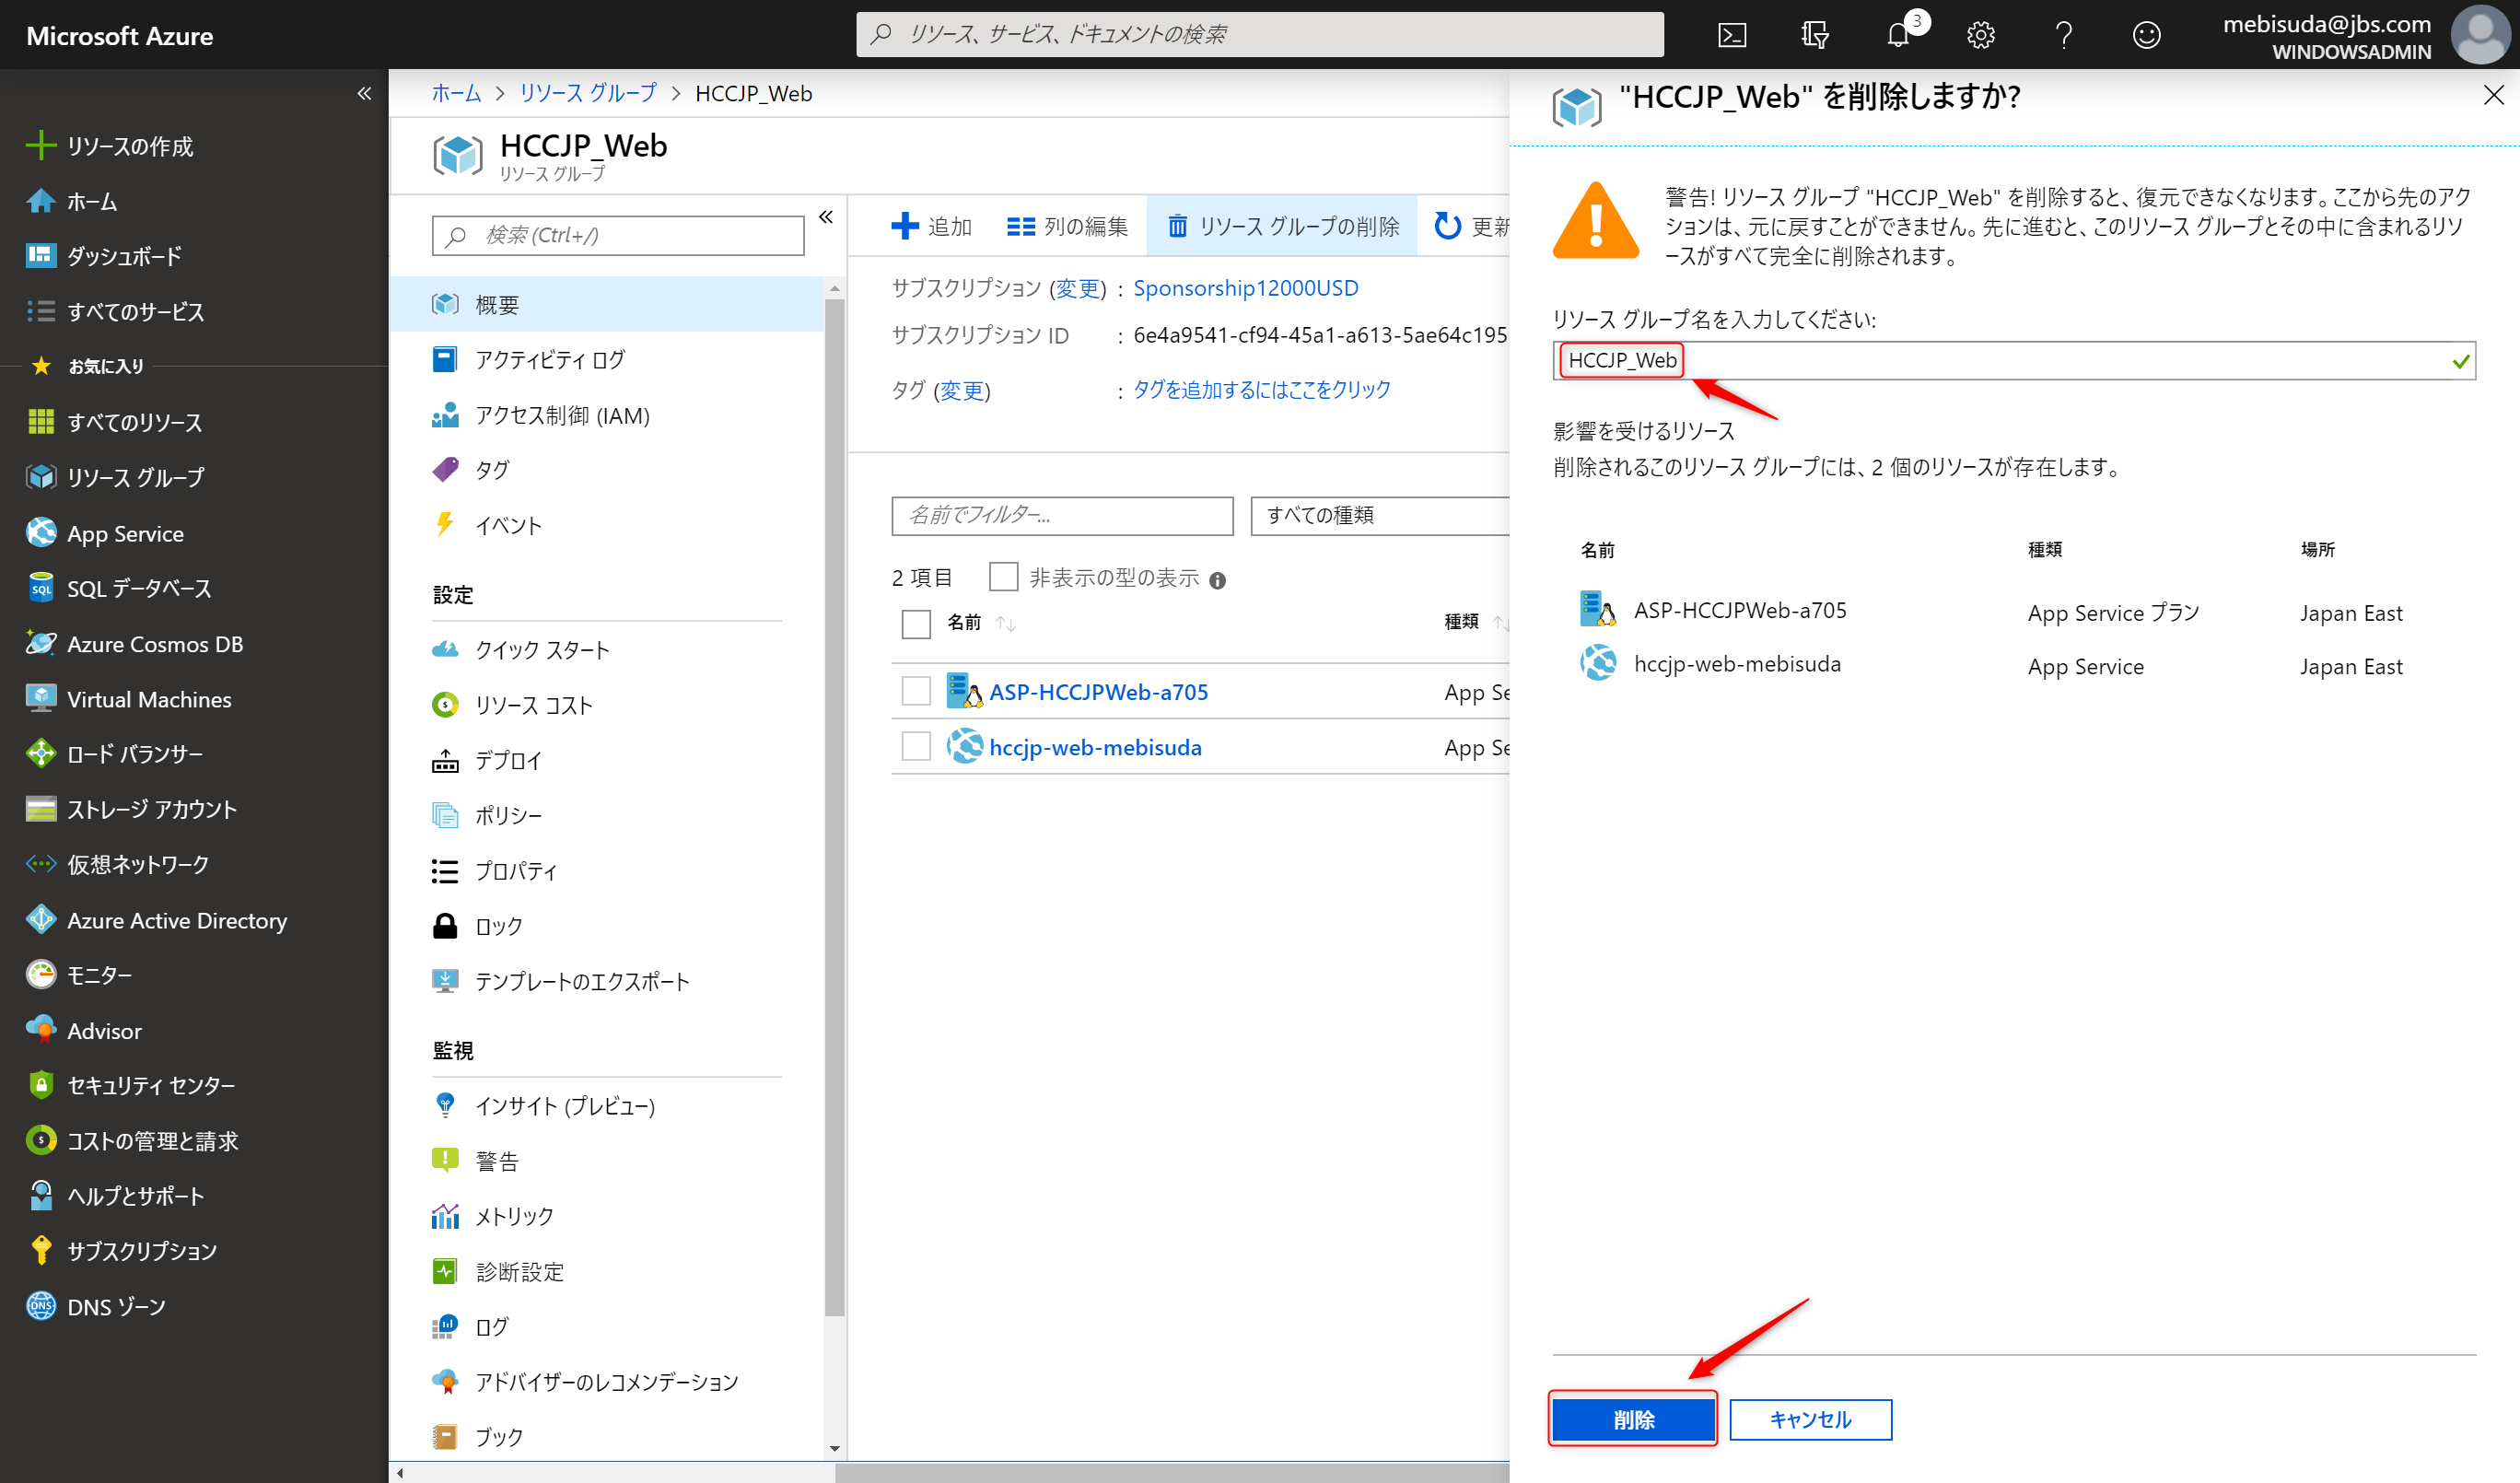 Microsoft Azure
リソース、サービス、ドキュメントの検索
3
mebisuda@jbs.com
WINDOWSADMIN
リソースの作成
ホーム
ダッシュボード
すべてのサービス
お気に入り
すべてのリソース
リソース グループ
App Service
SQL データベース
Azure Cosmos DB
Virtual Machines
ロード バランサー
ストレージ アカウント
仮想ネットワーク
Azure Active Directory
モニター
Advisor
セキュリティ センター
コストの管理と請求
ヘルプとサポート
サブスクリプション
DNS ゾーン
ホーム > リソース グループ > HCCJP_Web
HCCJP_Web
リソース グループ
検索 (Ctrl+/)
概要
アクティビティ ログ
アクセス制御 (IAM)
タグ
イベント
設定
クイック スタート
リソース コスト
デプロイ
ポリシー
プロパティ
ロック
テンプレートのエクスポート
監視
インサイト (プレビュー)
警告
メトリック
診断設定
ログ
アドバイザーのレコメンデーション
ブック
追加
列の編集
リソース グループの削除
更新
サブスクリプション (変更) : Sponsorship12000USD
サブスクリプション ID : 6e4a9541-cf94-45a1-a613-5ae64c195
タグ (変更) : タグを追加するにはここをクリック
名前でフィルター...
すべての種類
2 項目
非表示の型の表示
名前
種類
ASP-HCCJPWeb-a705
App Se
hccjp-web-mebisuda
App Se
"HCCJP_Web" を削除しますか?
警告! リソース グループ "HCCJP_Web" を削除すると、復元できなくなります。ここから先のアク
ションは、元に戻すことができません。先に進むと、このリソース グループとその中に含まれるリソ
ースがすべて完全に削除されます。
リソース グループ名を入力してください:
HCCJP_Web
影響を受けるリソース
削除されるこのリソース グループには、2 個のリソースが存在します。
名前 種類 場所
ASP-HCCJPWeb-a705 App Service プラン Japan East
hccjp-web-mebisuda App Service Japan East
削除
キャンセル